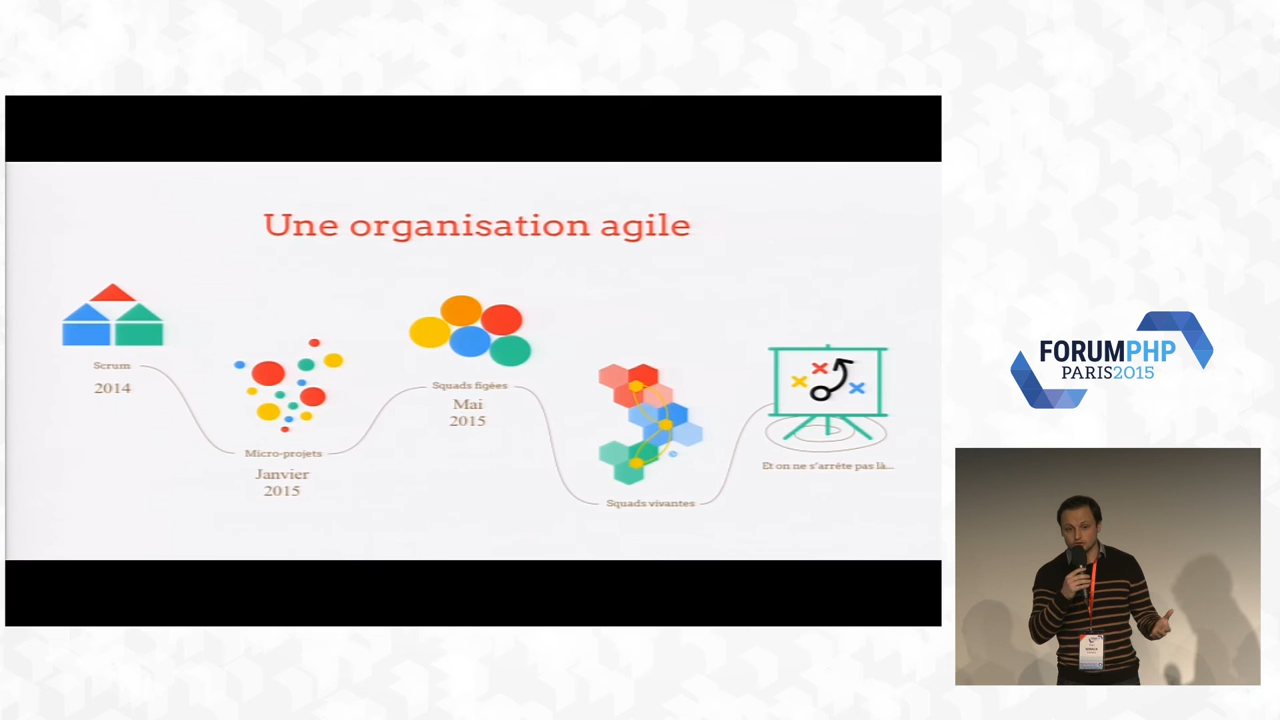 Une organisation agile
Scrum
2014
Micro-projets
Janvier
2015
Squads figées
Mai
2015
Squads vivantes
Et on ne s'arrête pas là...
FORUMPHP
PARIS2015